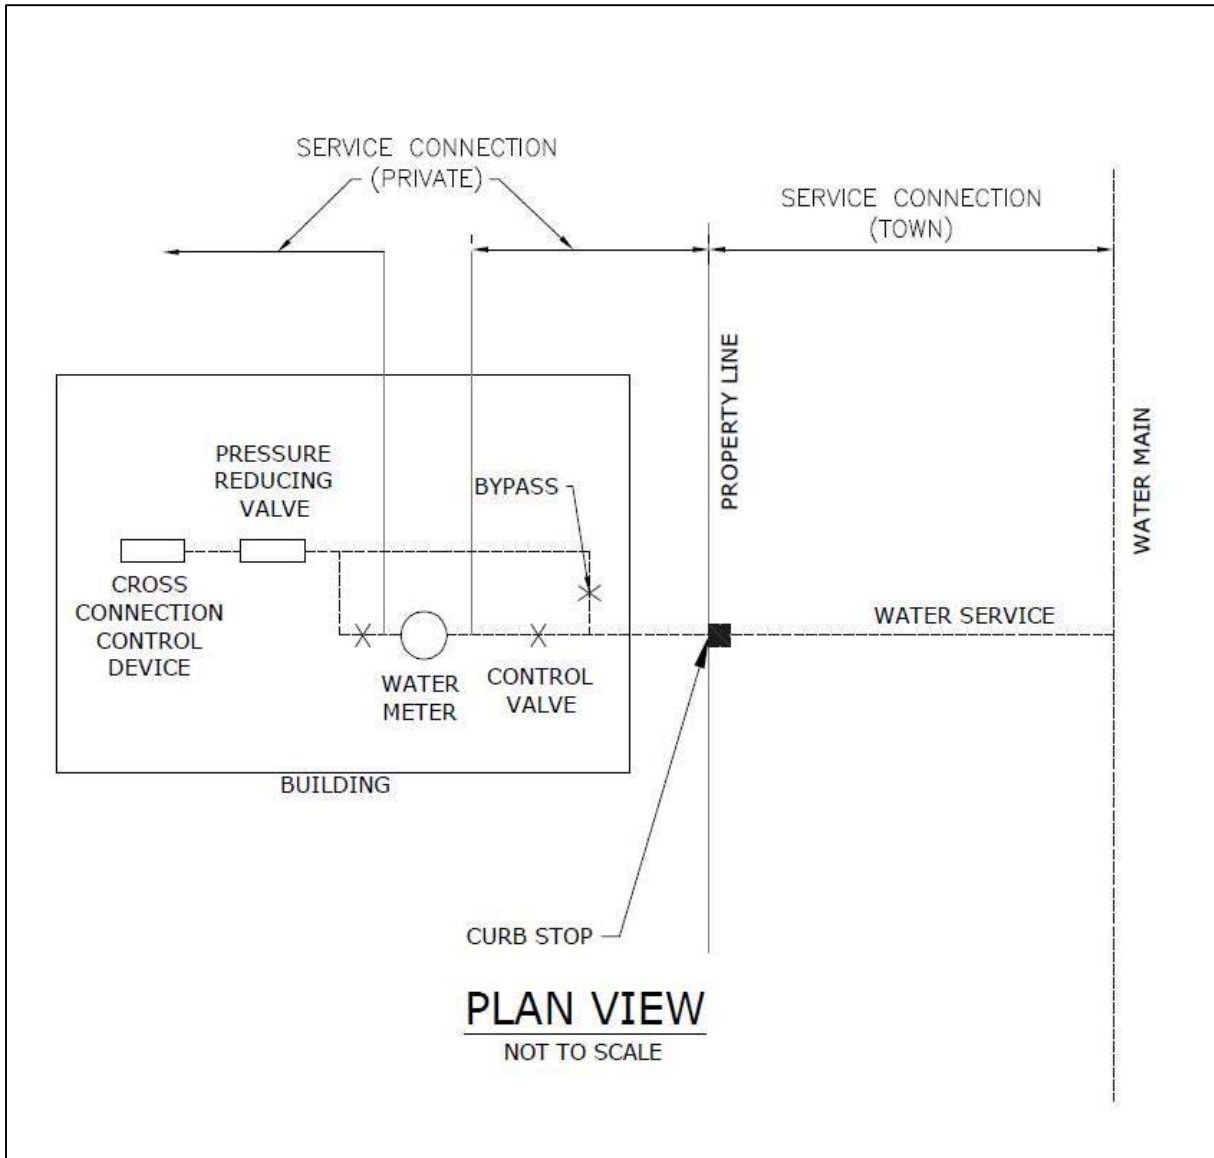 SERVICE CONNECTION
(PRIVATE)
SERVICE CONNECTION
(TOWN)
PROPERTY LINE
WATER MAIN
PRESSURE
REDUCING
VALVE
BYPASS
CROSS
CONNECTION
CONTROL
DEVICE
WATER SERVICE
WATER
METER
CONTROL
VALVE
BUILDING
CURB STOP
PLAN VIEW
NOT TO SCALE